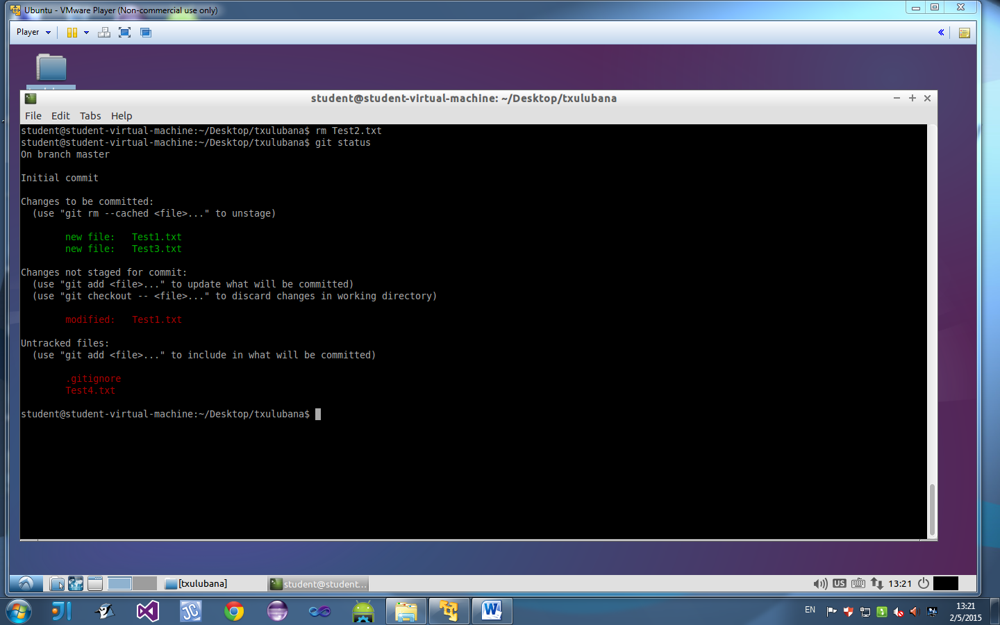 Ubuntu - VMware Player (Non-commercial use only)
Player
student@student-virtual-machine: ~/Desktop/txulubana
File Edit Tabs Help
student@student-virtual-machine:~/Desktop/txulubana$ rm Test2.txt
student@student-virtual-machine:~/Desktop/txulubana$ git status
On branch master
Initial commit
Changes to be committed:
(use "git rm --cached <file>..." to unstage)
new file: Test1.txt
new file: Test3.txt
Changes not staged for commit:
(use "git add <file>..." to update what will be committed)
(use "git checkout -- <file>..." to discard changes in working directory)
modified: Test1.txt
Untracked files:
(use "git add <file>..." to include in what will be committed)
.gitignore
Test4.txt
student@student-virtual-machine:~/Desktop/txulubana$
[txulubana]
student@student...
US
13:21
JC
W
EN
13:21
2/5/2015